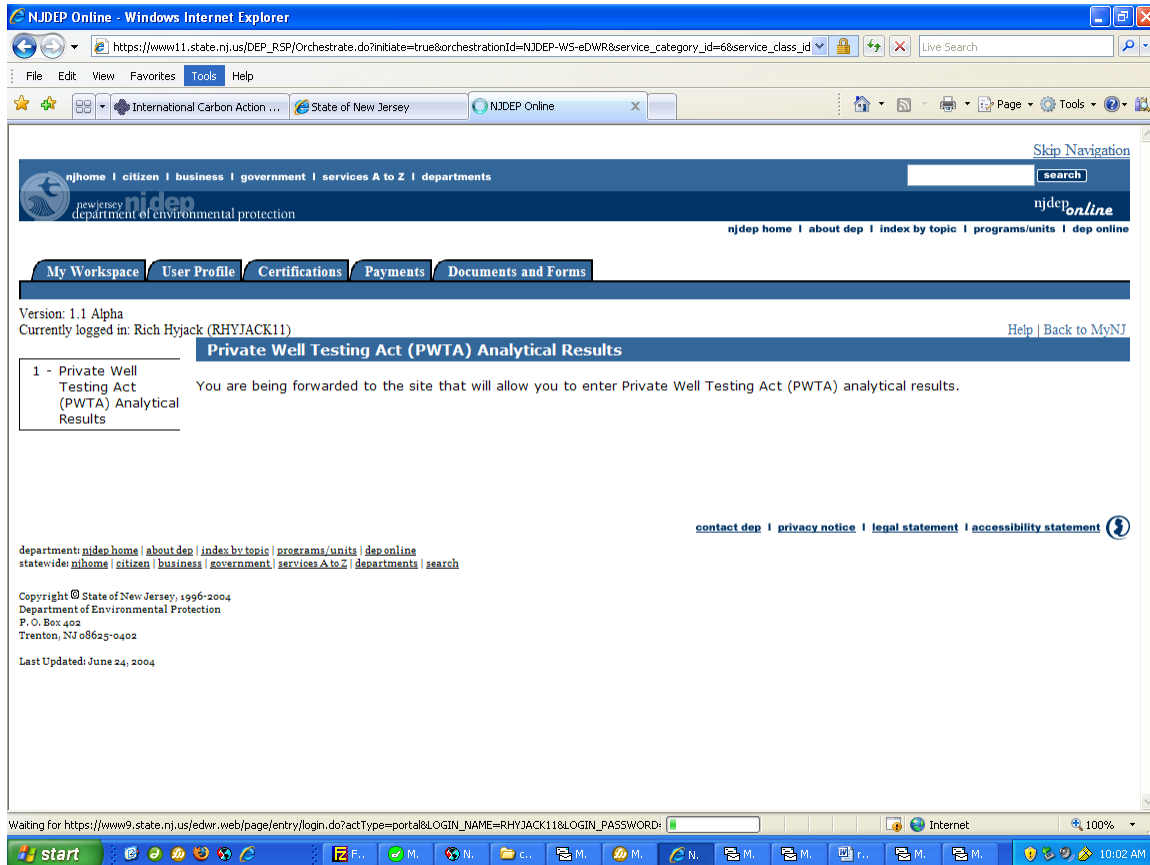 NJDEP Online - Windows Internet Explorer
https://www11.state.nj.us/DEP_RSP/Orchestrate.do?initiate=true&orchestrationId=NJDEP-WS-eDWR&service_category_id=6&service_class_id
Live Search
File Edit View Favorites Tools Help
International Carbon Action ... State of New Jersey NJDEP Online Page Tools
Skip Navigation
njhome | citizen | business | government | services A to Z | departments
search
newjersey njdep
department of environmental protection
njdep online
njdep home | about dep | index by topic | programs/units | dep online
My Workspace User Profile Certifications Payments Documents and Forms
Version: 1.1 Alpha
Currently logged in: Rich Hyjack (RHYJACK11)
Help | Back to MyNJ
Private Well Testing Act (PWTA) Analytical Results
1 - Private Well
Testing Act
(PWTA) Analytical
Results
You are being forwarded to the site that will allow you to enter Private Well Testing Act (PWTA) analytical results.
contact dep | privacy notice | legal statement | accessibility statement
department: njdep home | about dep | index by topic | programs/units | dep online
statewide: njhome | citizen | business | government | services A to Z | departments | search
Copyright © State of New Jersey, 1996-2004
Department of Environmental Protection
P. O. Box 402
Trenton, NJ 08625-0402
Last Updated: June 24, 2004
Waiting for https://www9.state.nj.us/edwr.web/page/entry/login.do?actType=portal&LOGIN_NAME=RHYJACK11&LOGIN_PASSWORD=
Internet 100%
start F.. M. N. c.. M. M. N. M. M. r.. M. M. 10:02 AM